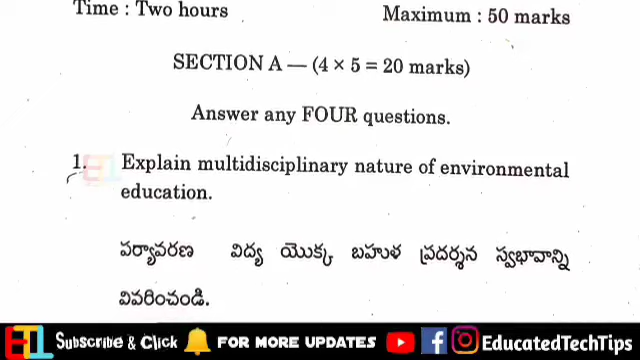 Time : Two hours Maximum : 50 marks
SECTION A — (4 × 5 = 20 marks)
Answer any FOUR questions.
1. Explain multidisciplinary nature of environmental
education.
పర్యావరణ విద్య యొక్క బహుళ ప్రదర్శన స్వభావాన్ని
వివరించండి.
ETL Subscribe & Click FOR MORE UPDATES EducatedTechTips